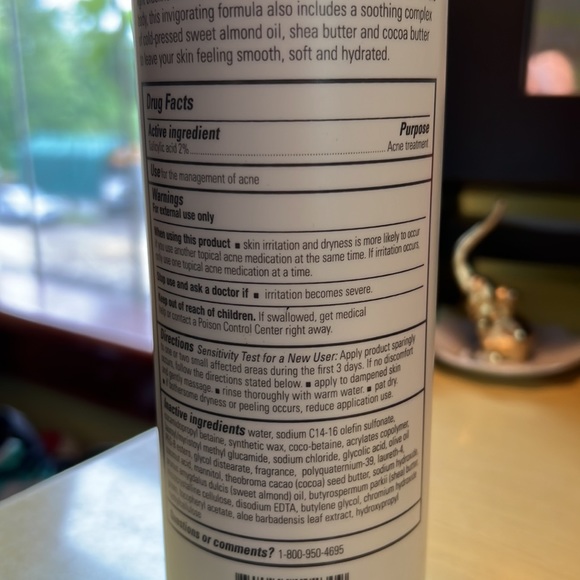 this invigorating formula also includes a soothing complex
cold-pressed sweet almond oil, shea butter and cocoa butter
leave your skin feeling smooth, soft and hydrated.
Drug Facts
Active ingredient Purpose
Salicylic acid 2% Acne treatment
Use for the management of acne
Warnings
For external use only
When using this product ■ skin irritation and dryness is more likely to occur
if you use another topical acne medication at the same time. If irritation occurs,
only use one topical acne medication at a time.
Stop use and ask a doctor if ■ irritation becomes severe.
Keep out of reach of children. If swallowed, get medical
help or contact a Poison Control Center right away.
Directions Sensitivity Test for a New User: Apply product sparingly
to one or two small affected areas during the first 3 days. If no discomfort
occurs, follow the directions stated below. ■ apply to dampened skin
and gently massage. ■ rinse thoroughly with warm water. ■ pat dry.
■ if bothersome dryness or peeling occurs, reduce application use.
Inactive ingredients water, sodium C14-16 olefin sulfonate,
betaine, synthetic wax, coco-betaine, acrylates copolymer,
methyl glucamide, sodium chloride, glycolic acid, olive oil
esters, glycol distearate, fragrance, polyquaternium-39, laureth-4,
mannitol, theobroma cacao (cocoa) seed butter, sodium hydroxide,
amygdalus dulcis (sweet almond) oil, butyrospermum parkii (shea) butter,
cellulose, disodium EDTA, butylene glycol, chromium hydroxide
tocopheryl acetate, aloe barbadensis leaf extract, hydroxypropyl
Questions or comments? 1-800-950-4695